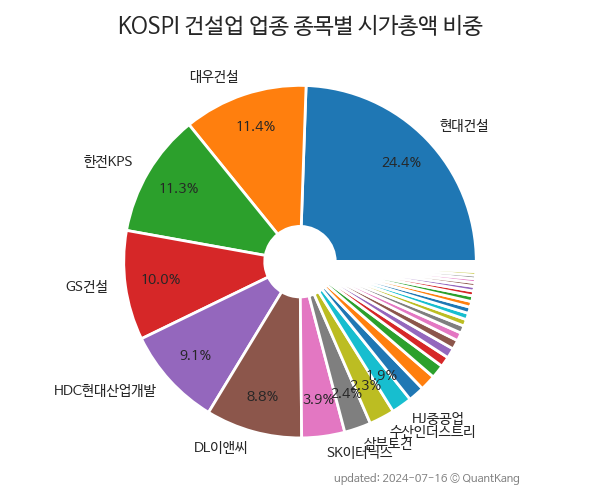 KOSPI 건설업 업종 종목별 시가총액 비중
현대건설
24.4%
대우건설
11.4%
한전KPS
11.3%
GS건설
10.0%
HDC현대산업개발
9.1%
DL이앤씨
8.8%
SK이터닉스
3.9%
삼부토건
2.4%
수산인더스트리
2.3%
HJ중공업
1.9%
updated: 2024-07-16 © QuantKang